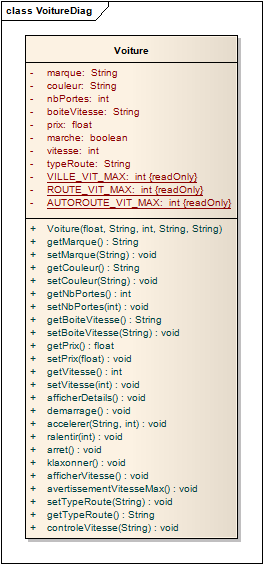 class VoitureDiag
Voiture
- marque: String
- couleur: String
- nbPortes: int
- boiteVitesse: String
- prix: float
- marche: boolean
- vitesse: int
- typeRoute: String
- VILLE_VIT_MAX: int {readOnly}
- ROUTE_VIT_MAX: int {readOnly}
- AUTOROUTE_VIT_MAX: int {readOnly}
+ Voiture(float, String, int, String, String)
+ getMarque() : String
+ setMarque(String) : void
+ getCouleur() : String
+ setCouleur(String) : void
+ getNbPortes() : int
+ setNbPortes(int) : void
+ getBoiteVitesse() : String
+ setBoiteVitesse(String) : void
+ getPrix() : float
+ setPrix(float) : void
+ getVitesse() : int
+ setVitesse(int) : void
+ afficherDetails() : void
+ demarrage() : void
+ accelerer(String, int) : void
+ ralentir(int) : void
+ arret() : void
+ klaxonner() : void
+ afficherVitesse() : void
+ avertissementVitesseMax() : void
+ setTypeRoute(String) : void
+ getTypeRoute() : String
+ controleVitesse(String) : void